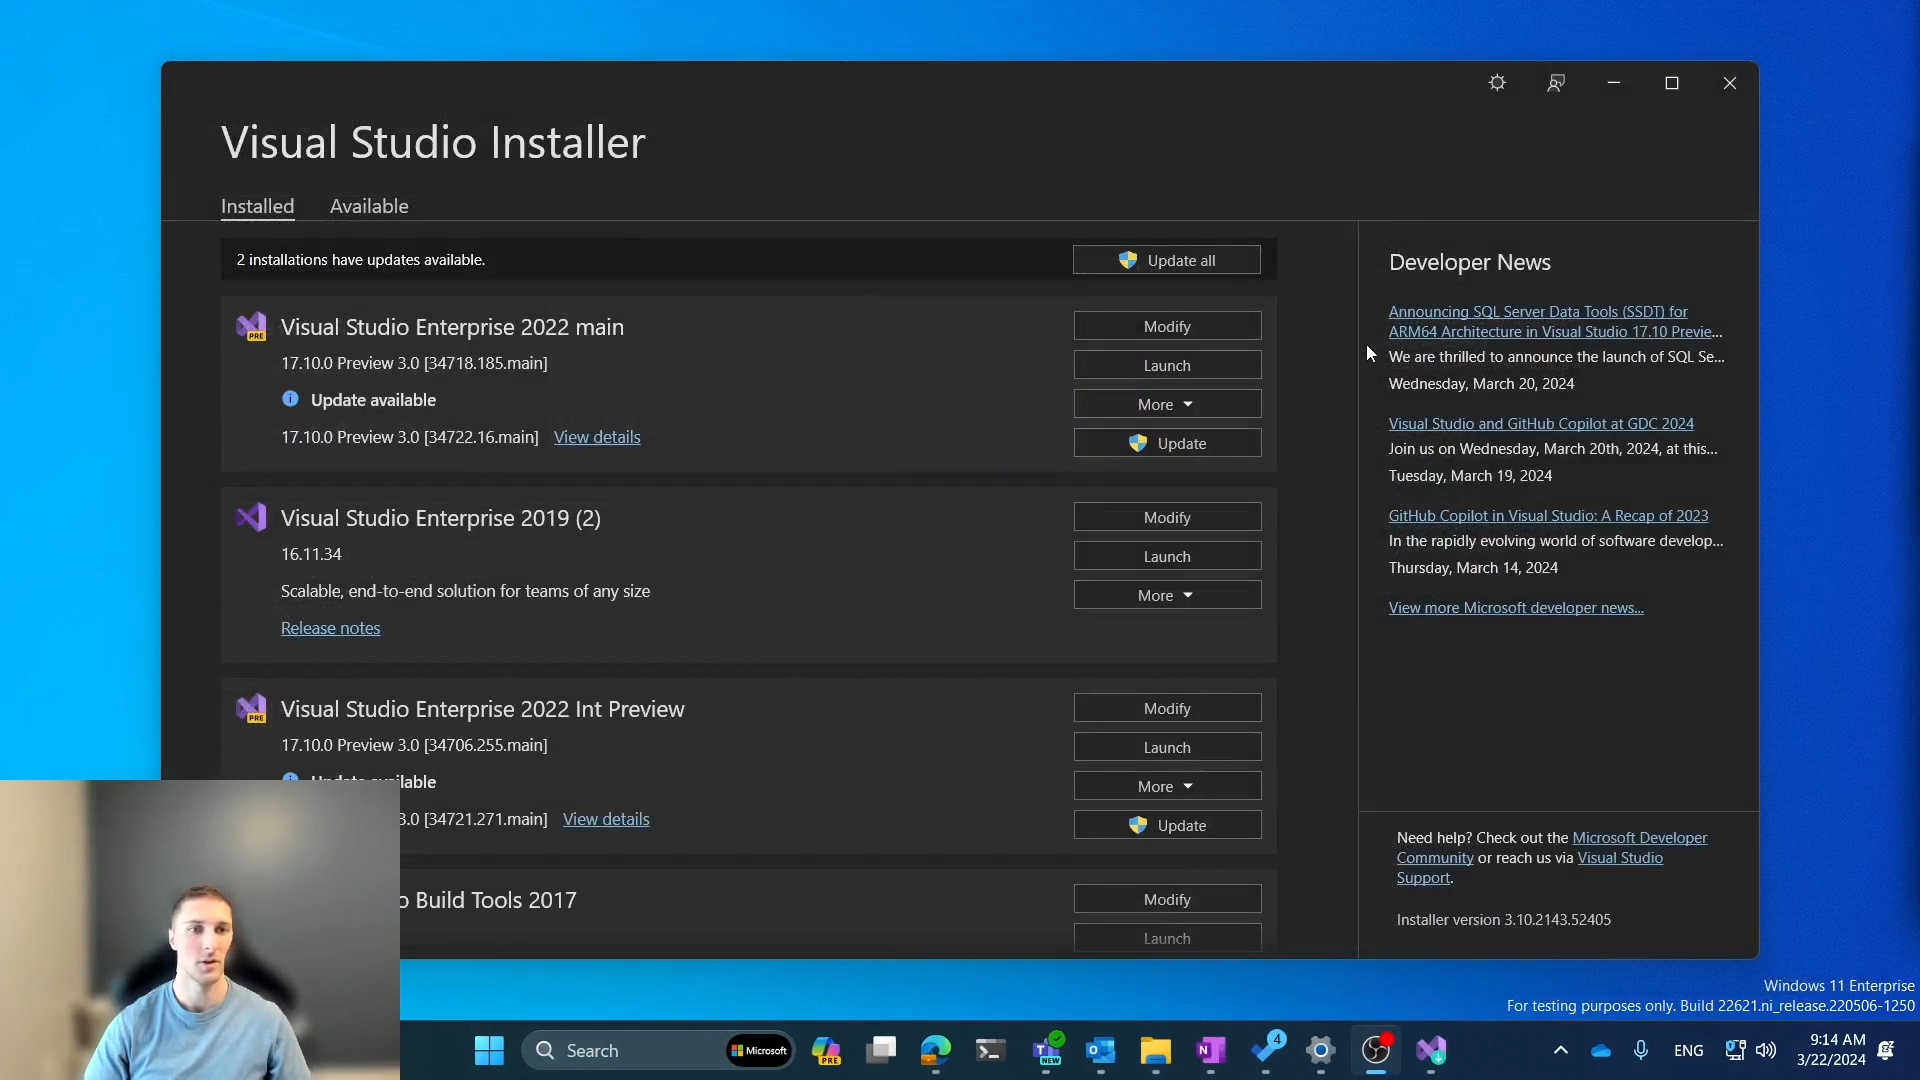 Visual Studio Installer
Installed
Available
2 installations have updates available.
Update all
Visual Studio Enterprise 2022 main
17.10.0 Preview 3.0 [34718.185.main]
Update available
17.10.0 Preview 3.0 [34722.16.main]
View details
Modify
Launch
More
Update
PRE
Visual Studio Enterprise 2019 (2)
16.11.34
Scalable, end-to-end solution for teams of any size
Release notes
Modify
Launch
More
PRE
Visual Studio Enterprise 2022 Int Preview
17.10.0 Preview 3.0 [34706.255.main]
3.0 [34721.271.main]
View details
Modify
Launch
More
Update
Build Tools 2017
Modify
Launch
Developer News
Announcing SQL Server Data Tools (SSDT) for
ARM64 Architecture in Visual Studio 17.10 Previe...
We are thrilled to announce the launch of SQL Se...
Wednesday, March 20, 2024
Visual Studio and GitHub Copilot at GDC 2024
Join us on Wednesday, March 20th, 2024, at this...
Tuesday, March 19, 2024
GitHub Copilot in Visual Studio: A Recap of 2023
In the rapidly evolving world of software develop...
Thursday, March 14, 2024
View more Microsoft developer news...
Need help? Check out the Microsoft Developer
Community or reach us via Visual Studio
Support.
Installer version 3.10.2143.52405
Windows 11 Enterprise
For testing purposes only. Build 22621.ni_release.220506-1250
Search
Microsoft
PRE
NEW
4
ENG
9:14 AM
3/22/2024